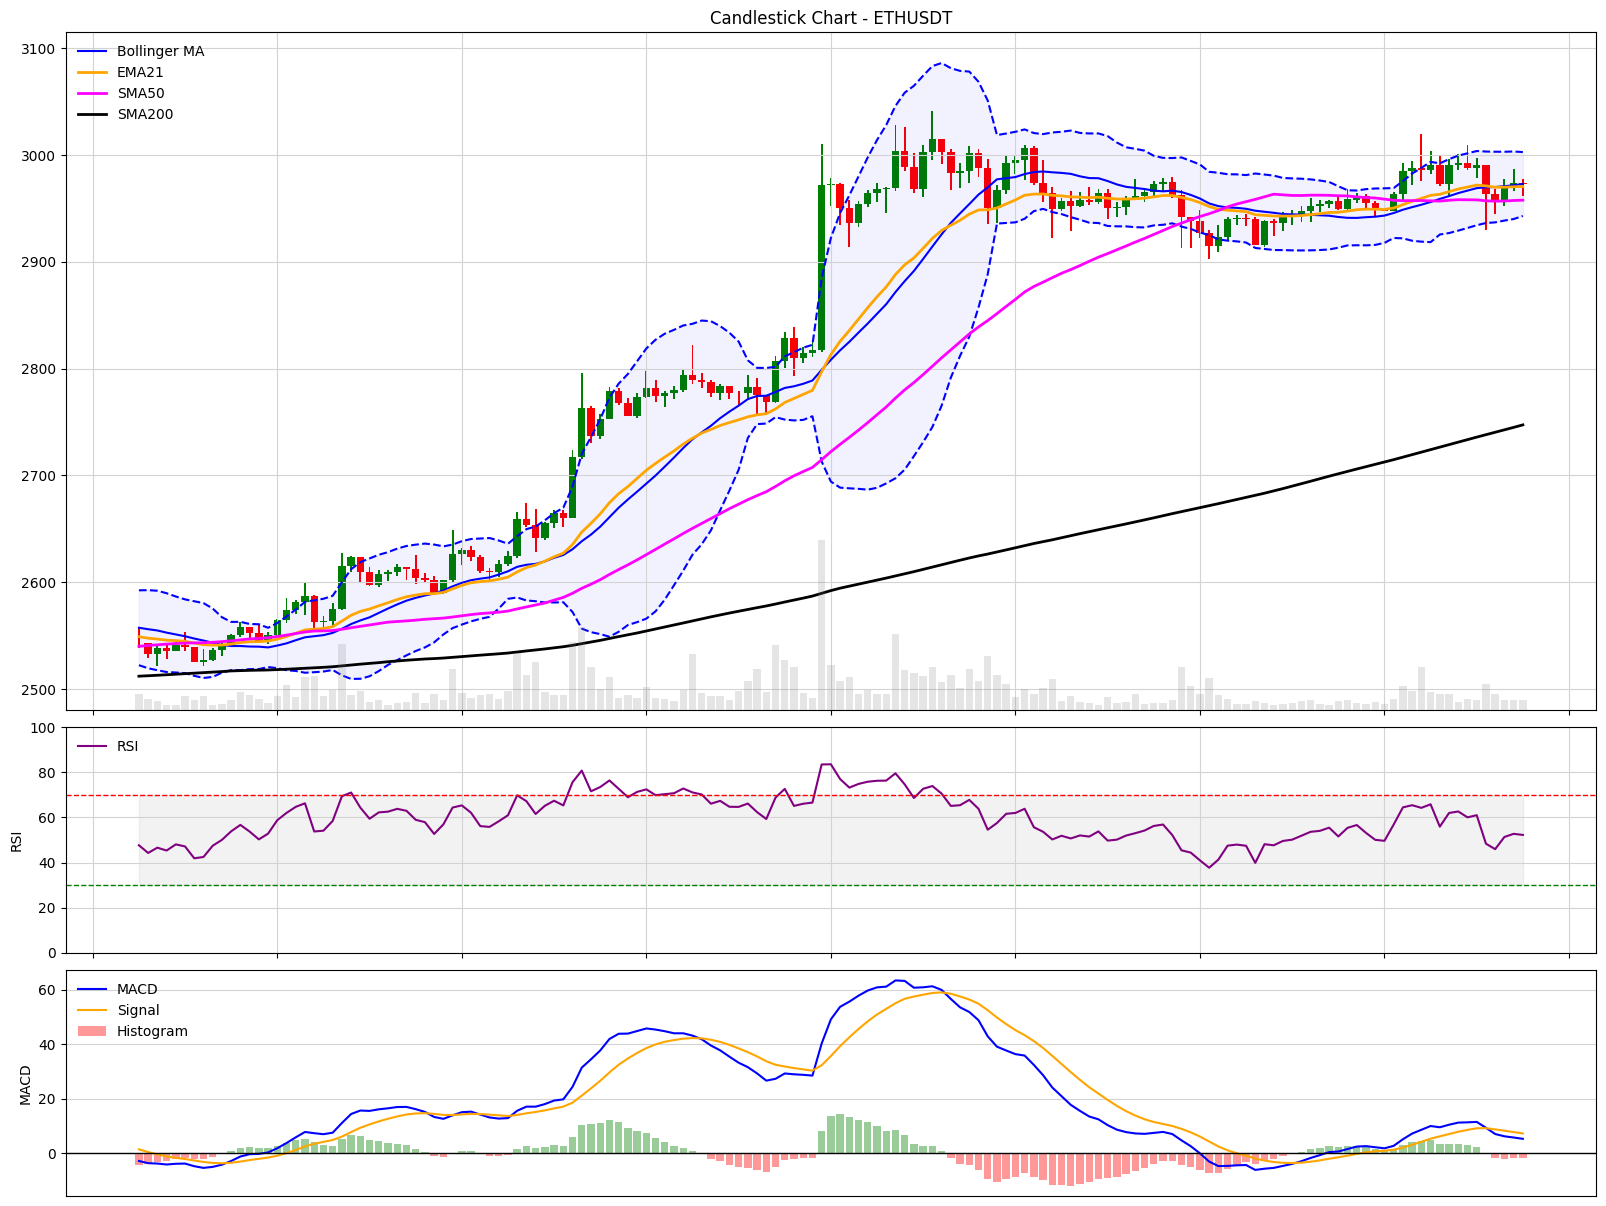 Candlestick Chart - ETHUSDT
3100
3000
2900
2800
2700
2600
2500
Bollinger MA
EMA21
SMA50
SMA200
100
80
60
40
20
0
RSI
RSI
60
40
20
0
MACD
MACD
Signal
Histogram